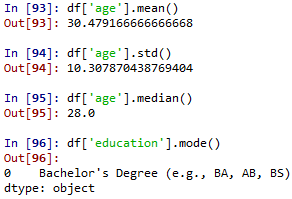 In [93]: df['age'].mean()
Out[93]: 30.479166666666668
In [94]: df['age'].std()
Out[94]: 10.307870438769404
In [95]: df['age'].median()
Out[95]: 28.0
In [96]: df['education'].mode()
Out[96]:
0    Bachelor's Degree (e.g., BA, AB, BS)
dtype: object